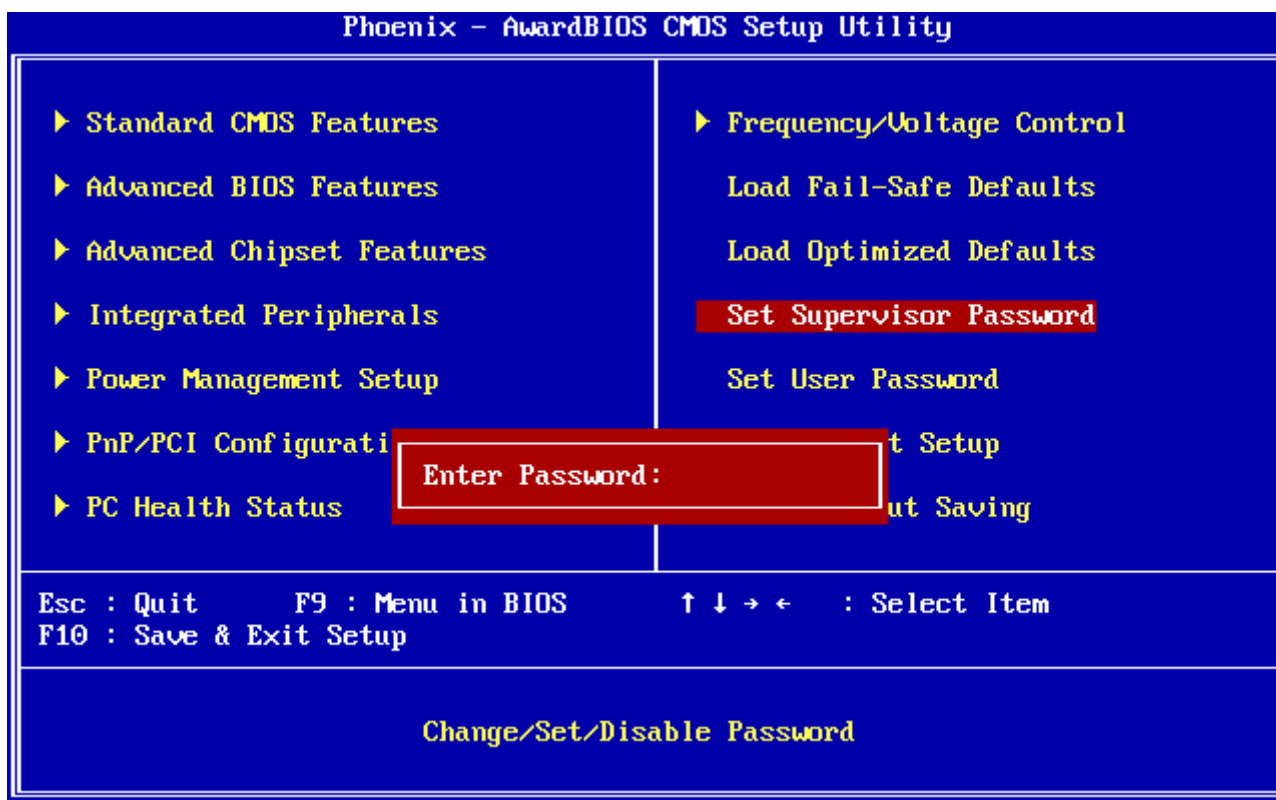 Phoenix - AwardBIOS CMOS Setup Utility
Standard CMOS Features
Advanced BIOS Features
Advanced Chipset Features
Integrated Peripherals
Power Management Setup
PnP/PCI Configurati
PC Health Status
Frequency/Voltage Control
Load Fail-Safe Defaults
Load Optimized Defaults
Set Supervisor Password
Set User Password
t Setup
ut Saving
Enter Password:
Esc : Quit F9 : Menu in BIOS ↑ ↓ → ← : Select Item
F10 : Save & Exit Setup
Change/Set/Disable Password